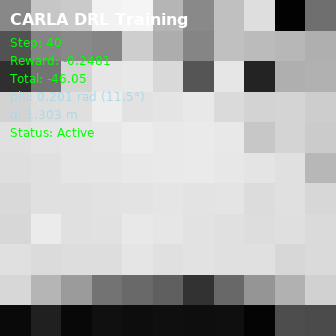 CARLA DRL Training
Step: 40
Reward: -0.2461
Total: -46.05
phi: 0.201 rad (11.5°)
d: 1.303 m
Status: Active